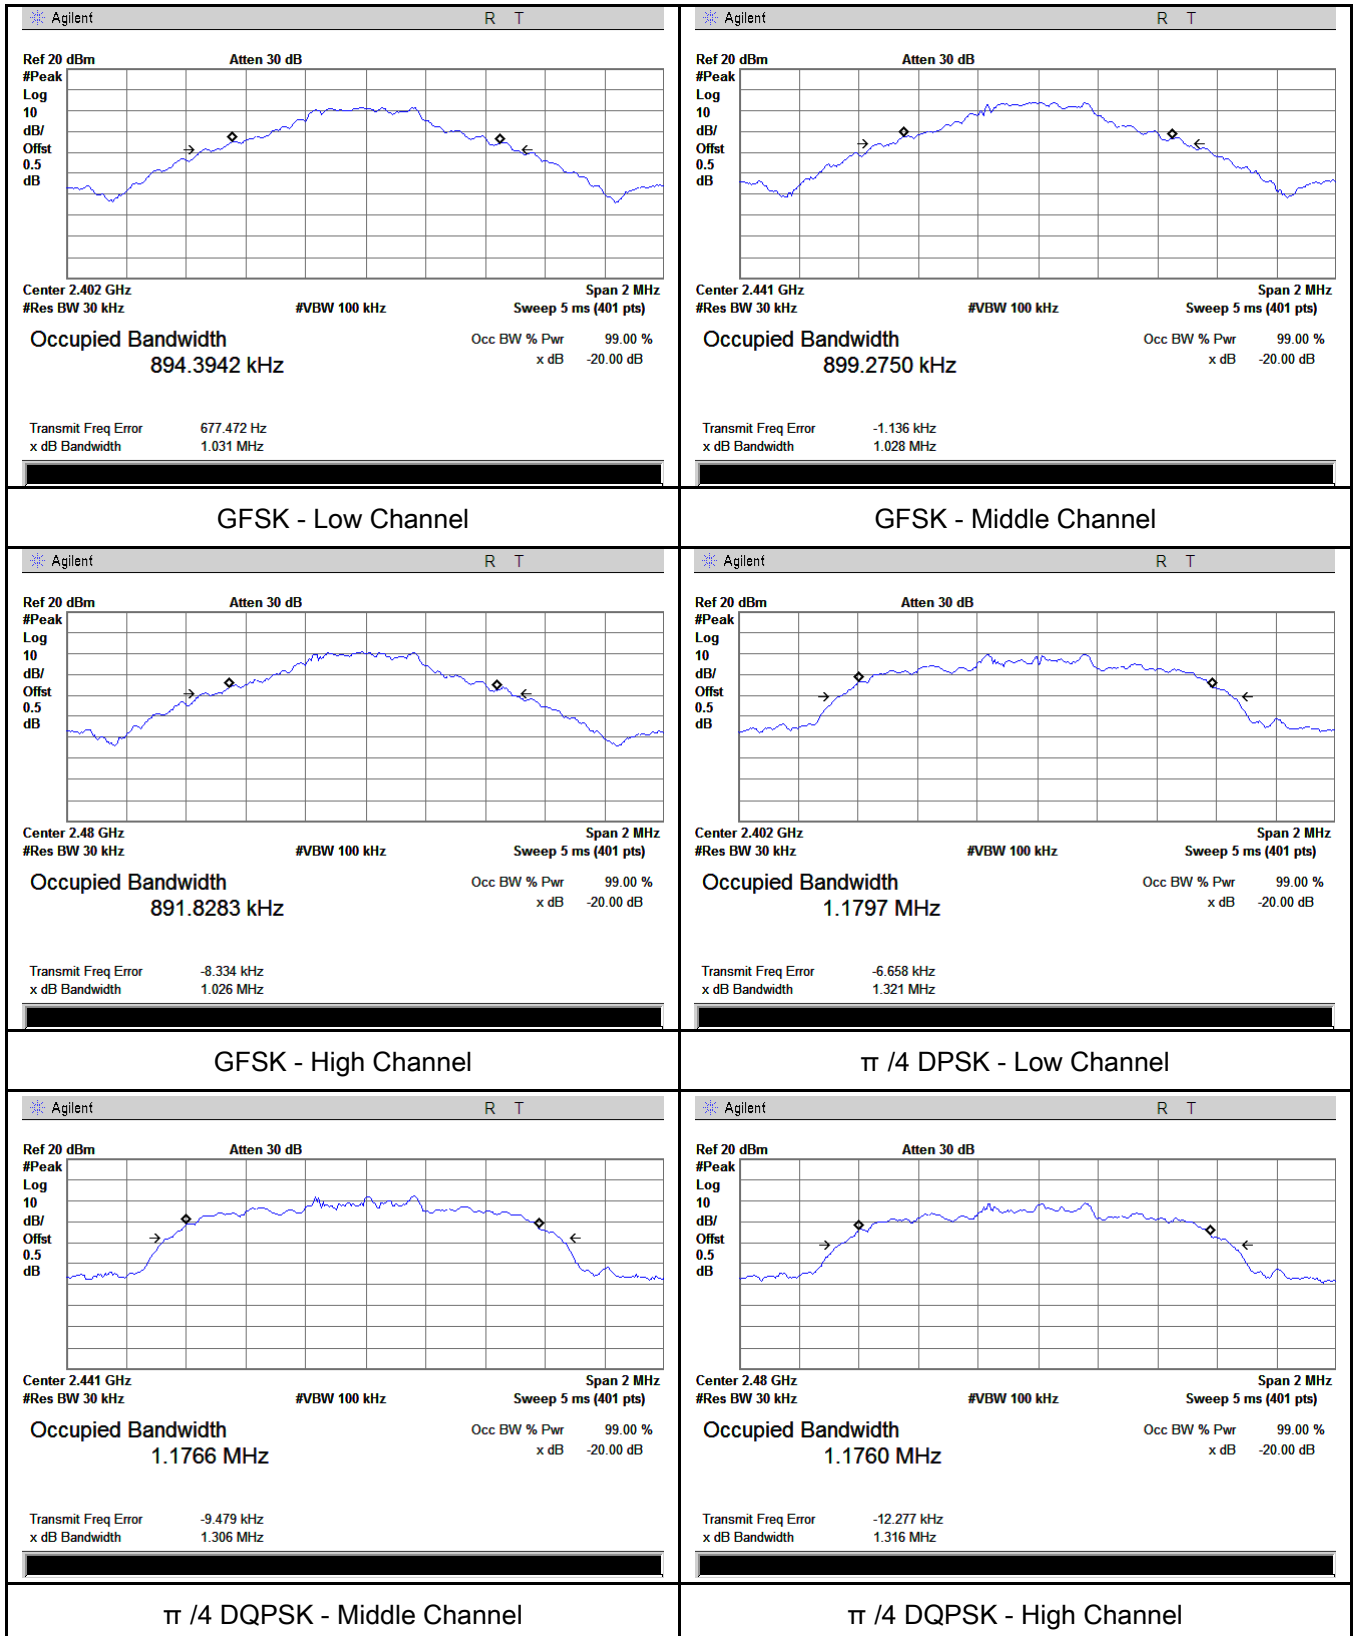 Agilent R T
Ref 20 dBm Atten 30 dB
#Peak
Log
10
dB/
Offst
0.5
dB
Center 2.402 GHz Span 2 MHz
#Res BW 30 kHz #VBW 100 kHz Sweep 5 ms (401 pts)
Occupied Bandwidth Occ BW % Pwr 99.00 %
894.3942 kHz x dB -20.00 dB
Transmit Freq Error 677.472 Hz
x dB Bandwidth 1.031 MHz
GFSK - Low Channel
Agilent R T
Ref 20 dBm Atten 30 dB
#Peak
Log
10
dB/
Offst
0.5
dB
Center 2.441 GHz Span 2 MHz
#Res BW 30 kHz #VBW 100 kHz Sweep 5 ms (401 pts)
Occupied Bandwidth Occ BW % Pwr 99.00 %
899.2750 kHz x dB -20.00 dB
Transmit Freq Error -1.136 kHz
x dB Bandwidth 1.028 MHz
GFSK - Middle Channel
Agilent R T
Ref 20 dBm Atten 30 dB
#Peak
Log
10
dB/
Offst
0.5
dB
Center 2.48 GHz Span 2 MHz
#Res BW 30 kHz #VBW 100 kHz Sweep 5 ms (401 pts)
Occupied Bandwidth Occ BW % Pwr 99.00 %
891.8283 kHz x dB -20.00 dB
Transmit Freq Error -8.334 kHz
x dB Bandwidth 1.026 MHz
GFSK - High Channel
Agilent R T
Ref 20 dBm Atten 30 dB
#Peak
Log
10
dB/
Offst
0.5
dB
Center 2.402 GHz Span 2 MHz
#Res BW 30 kHz #VBW 100 kHz Sweep 5 ms (401 pts)
Occupied Bandwidth Occ BW % Pwr 99.00 %
1.1797 MHz x dB -20.00 dB
Transmit Freq Error -6.658 kHz
x dB Bandwidth 1.321 MHz
π /4 DPSK - Low Channel
Agilent R T
Ref 20 dBm Atten 30 dB
#Peak
Log
10
dB/
Offst
0.5
dB
Center 2.441 GHz Span 2 MHz
#Res BW 30 kHz #VBW 100 kHz Sweep 5 ms (401 pts)
Occupied Bandwidth Occ BW % Pwr 99.00 %
1.1766 MHz x dB -20.00 dB
Transmit Freq Error -9.479 kHz
x dB Bandwidth 1.306 MHz
π /4 DQPSK - Middle Channel
Agilent R T
Ref 20 dBm Atten 30 dB
#Peak
Log
10
dB/
Offst
0.5
dB
Center 2.48 GHz Span 2 MHz
#Res BW 30 kHz #VBW 100 kHz Sweep 5 ms (401 pts)
Occupied Bandwidth Occ BW % Pwr 99.00 %
1.1760 MHz x dB -20.00 dB
Transmit Freq Error -12.277 kHz
x dB Bandwidth 1.316 MHz
π /4 DQPSK - High Channel